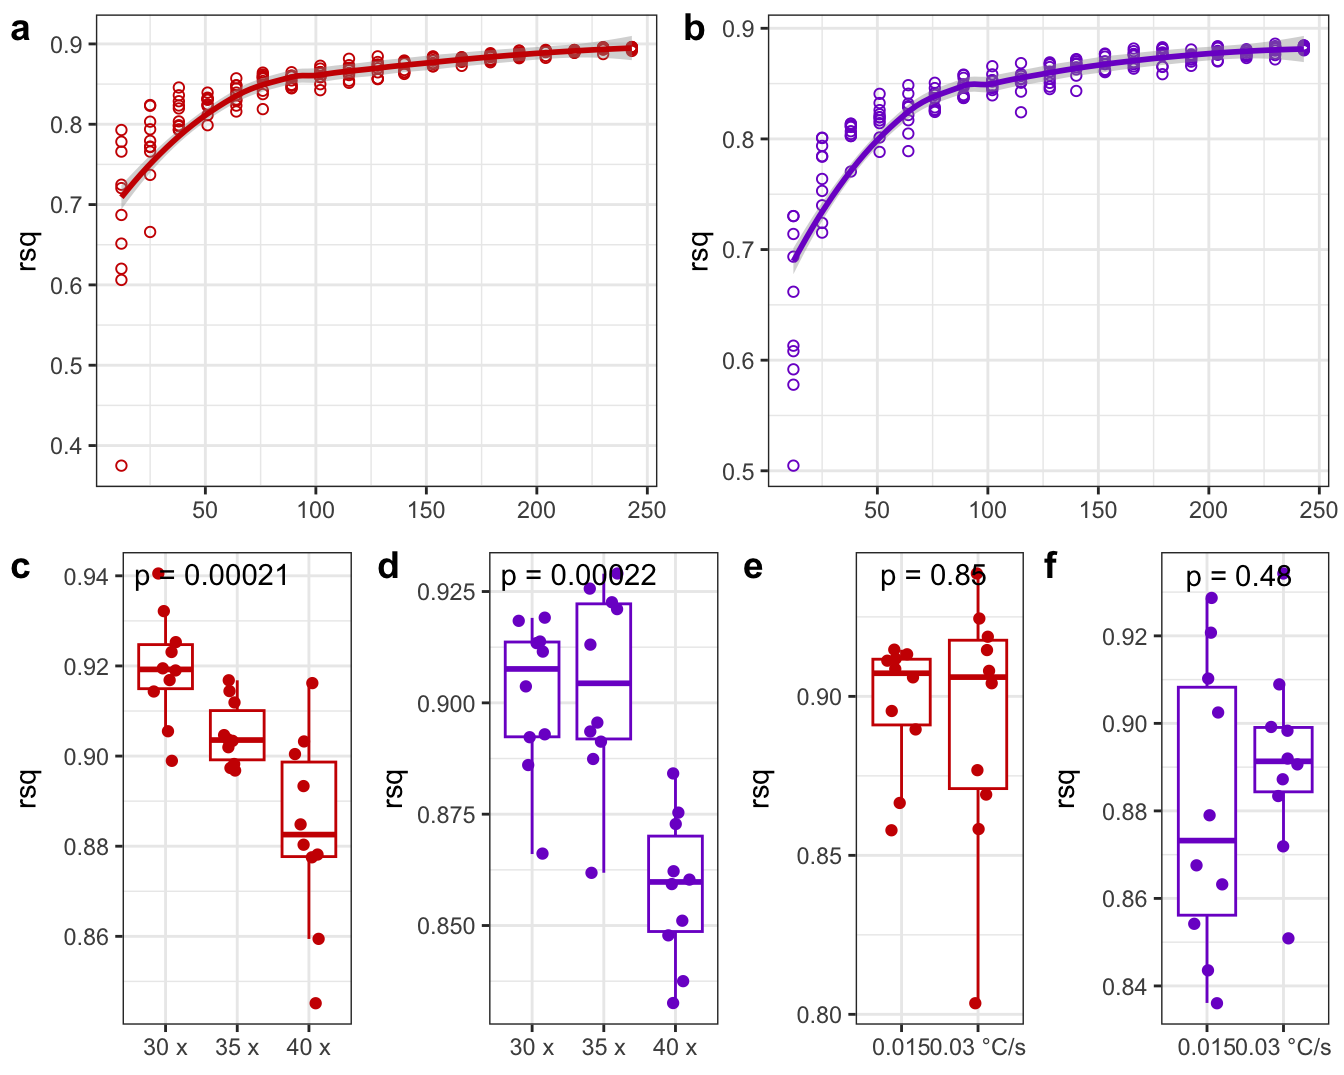 a
rsq
0.9
0.8
0.7
0.6
0.5
0.4
50 100 150 200 250
b
rsq
0.9
0.8
0.7
0.6
0.5
50 100 150 200 250
c
p = 0.00021
rsq
0.94
0.92
0.90
0.88
0.86
30 x 35 x 40 x
d
p = 0.00022
rsq
0.925
0.900
0.875
0.850
30 x 35 x 40 x
e
p = 0.85
rsq
0.90
0.85
0.80
0.015 0.03 °C/s
f
p = 0.48
rsq
0.92
0.90
0.88
0.86
0.84
0.015 0.03 °C/s